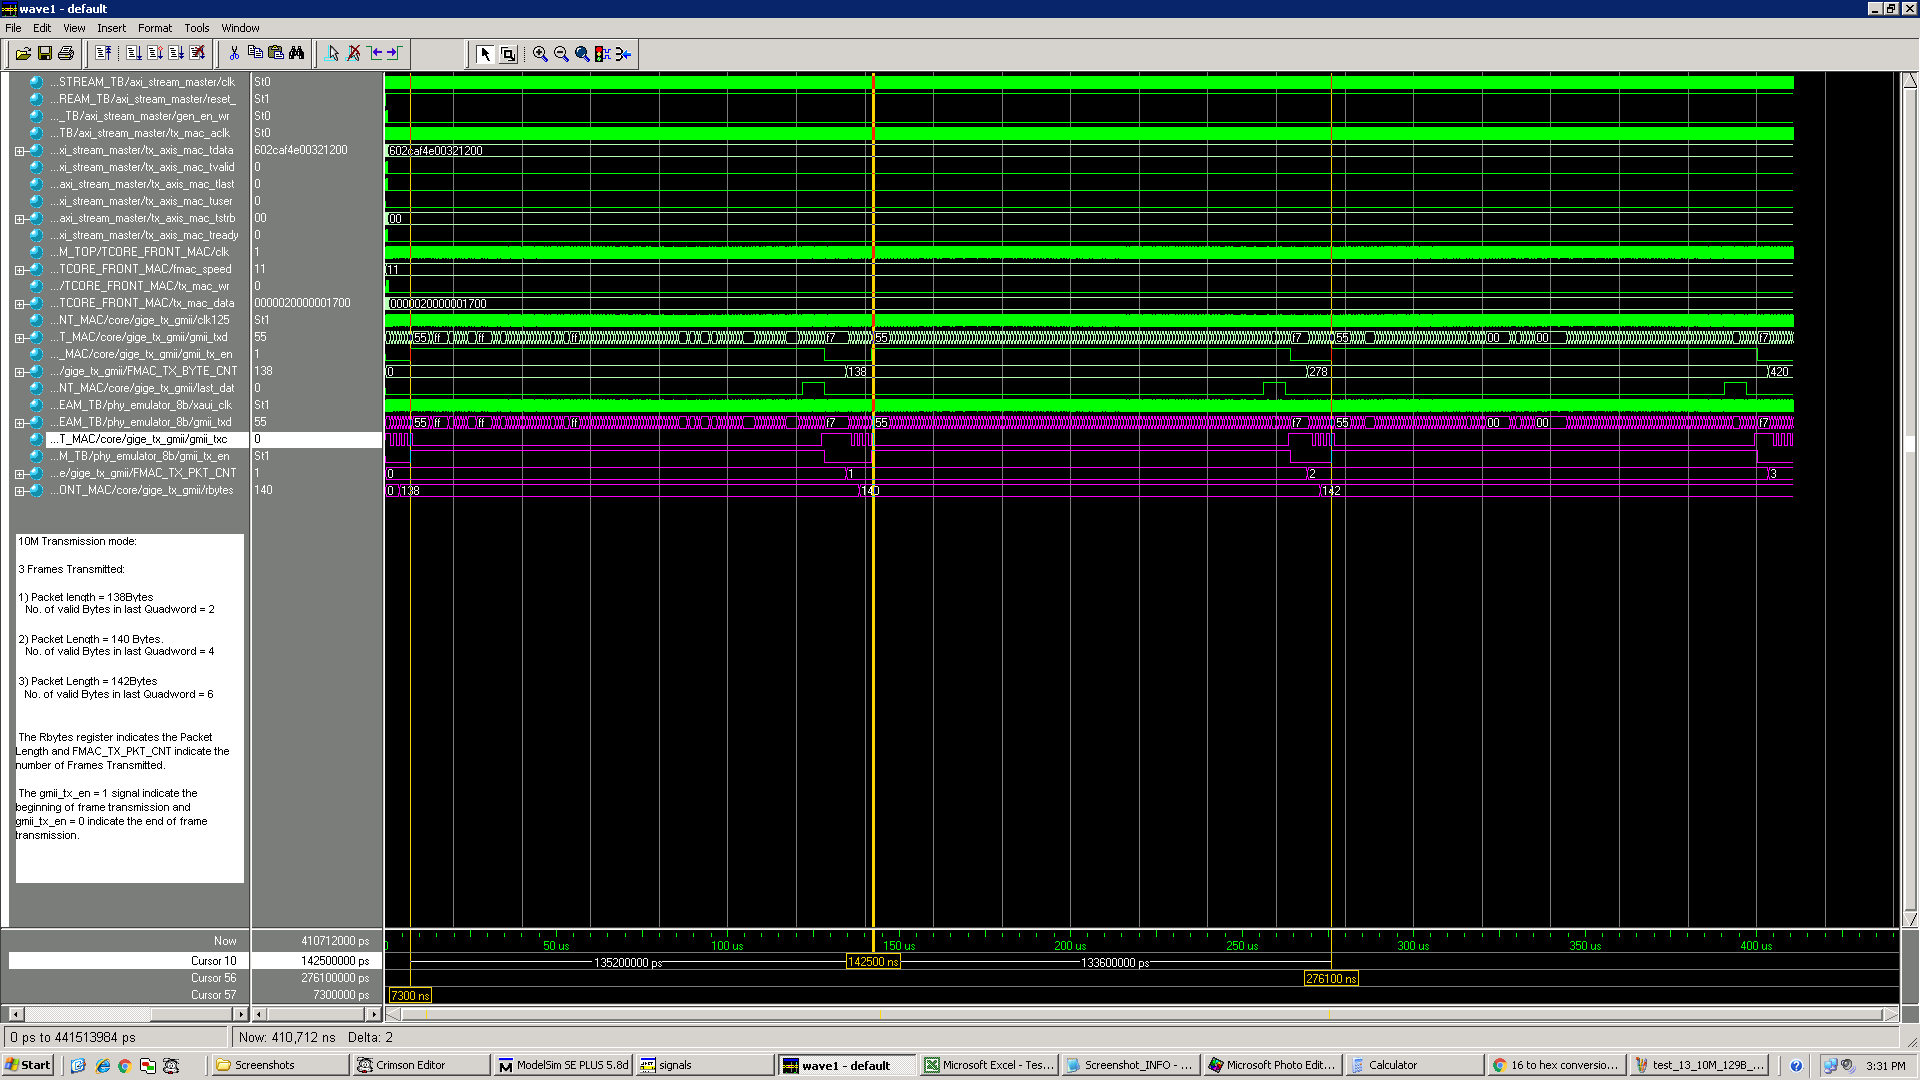 wave1 - default
File Edit View Insert Format Tools Window
...STREAM_TB/axi_stream_master/clk St0
...REAM_TB/axi_stream_master/reset_ St1
..._TB/axi_stream_master/gen_en_wr St0
...TB/axi_stream_master/tx_mac_aclk St0
...xi_stream_master/tx_axis_mac_tdata 602caf4e00321200 602caf4e00321200
...xi_stream_master/tx_axis_mac_tvalid 0
...axi_stream_master/tx_axis_mac_tlast 0
...xi_stream_master/tx_axis_mac_tuser 0
...axi_stream_master/tx_axis_mac_tstrb 00 00
...xi_stream_master/tx_axis_mac_tready 0
...M_TOP/TCORE_FRONT_MAC/clk 1
...TCORE_FRONT_MAC/fmac_speed 11 11
.../TCORE_FRONT_MAC/tx_mac_wr 0
...TCORE_FRONT_MAC/tx_mac_data 0000020000001700 0000020000001700
...NT_MAC/core/gige_tx_gmii/clk125 St1
...T_MAC/core/gige_tx_gmii/gmii_txd 55 55 ff ff ff f7 55 f7 55 00 00 f7
..._MAC/core/gige_tx_gmii/gmii_tx_en 1
.../gige_tx_gmii/FMAC_TX_BYTE_CNT 138 0 138 278 420
...NT_MAC/core/gige_tx_gmii/last_dat 0
...EAM_TB/phy_emulator_8b/xaui_clk St1
...EAM_TB/phy_emulator_8b/gmii_txd 55 55 ff ff ff f7 55 f7 55 00 00 f7
...T_MAC/core/gige_tx_gmii/gmii_txc 0
...M_TB/phy_emulator_8b/gmii_tx_en St1
...e/gige_tx_gmii/FMAC_TX_PKT_CNT 1 0 1 2 3
...ONT_MAC/core/gige_tx_gmii/rbytes 140 0 138 140 142
10M Transmission mode:
3 Frames Transmitted:
1) Packet length = 138Bytes
No. of valid Bytes in last Quadword = 2
2) Packet Length = 140 Bytes.
No. of valid Bytes in last Quadword = 4
3) Packet Length = 142Bytes
No. of valid Bytes in last Quadword = 6
The Rbytes register indicates the Packet
Length and FMAC_TX_PKT_CNT indicate the
number of Frames Transmitted.
The gmii_tx_en = 1 signal indicate the
beginning of frame transmission and
gmii_tx_en = 0 indicate the end of frame
transmission.
Now 410712000 ps 50 us 100 us 150 us 200 us 250 us 300 us 350 us 400 us
Cursor 10 142500000 ps 135200000 ps 142500 ns 133600000 ps
Cursor 56 276100000 ps 276100 ns
Cursor 57 7300000 ps 7300 ns
0 ps to 441513984 ps Now: 410,712 ns Delta: 2
Start Screenshots Crimson Editor ModelSim SE PLUS 5.8d signals wave1 - default Microsoft Excel - Tes... Screenshot_INFO - ... Microsoft Photo Edit... Calculator 16 to hex conversio... test_13_10M_129B_... 3:31 PM